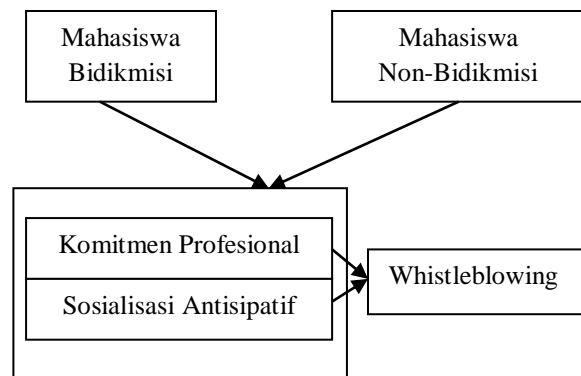 Mahasiswa
Bidikmisi
Mahasiswa
Non-Bidikmisi
Komitmen Profesional
Whistleblowing
Sosialisasi Antisipatif